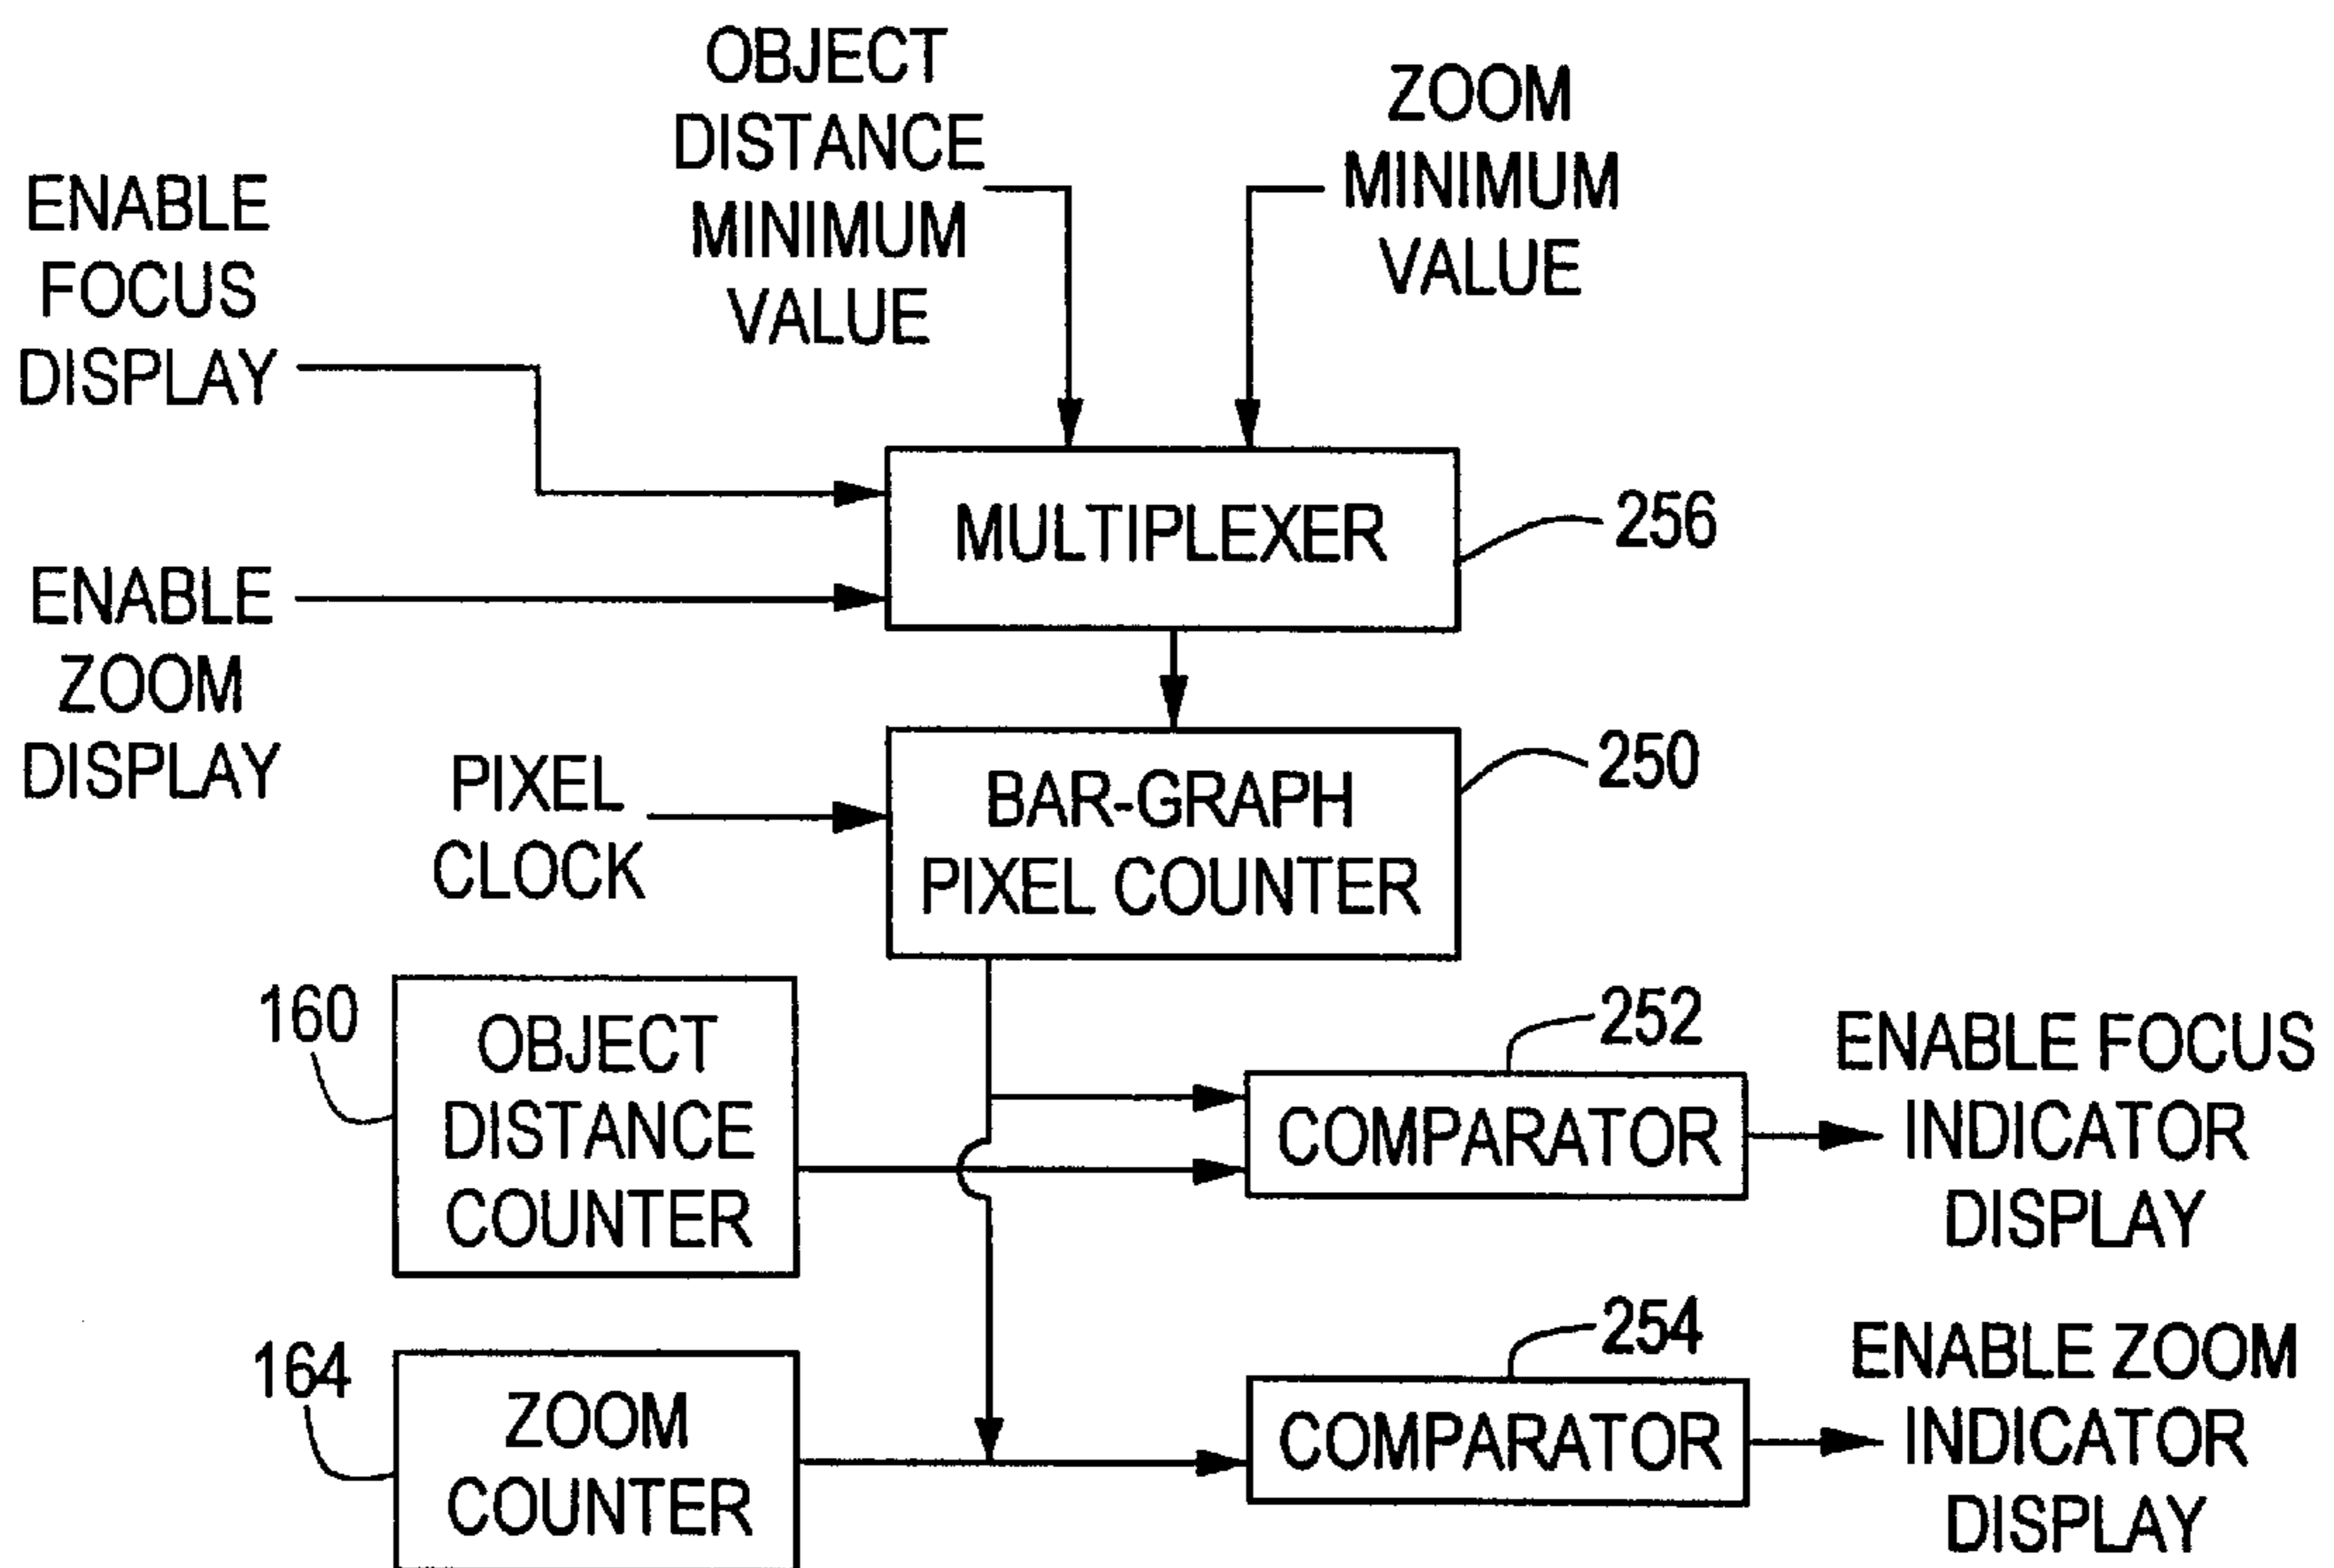 OBJECT
DISTANCE
MINIMUM
VALUE
ZOOM
MINIMUM
VALUE
ENABLE
FOCUS
DISPLAY
MULTIPLEXER
256
ENABLE
ZOOM
DISPLAY
PIXEL
CLOCK
BAR-GRAPH
PIXEL COUNTER
250
160
OBJECT
DISTANCE
COUNTER
252
COMPARATOR
ENABLE FOCUS
INDICATOR
DISPLAY
164
ZOOM
COUNTER
254
COMPARATOR
ENABLE ZOOM
INDICATOR
DISPLAY